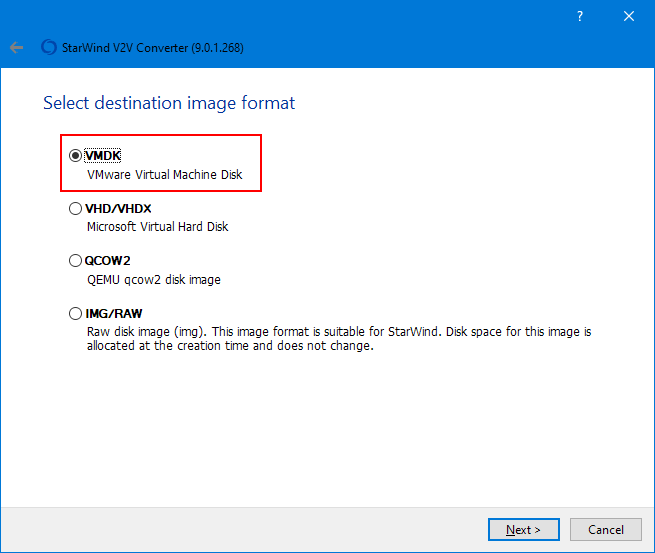 ?
StarWind V2V Converter (9.0.1.268)
Select destination image format
VMDK
VMware Virtual Machine Disk
VHD/VHDX
Microsoft Virtual Hard Disk
QCOW2
QEMU qcow2 disk image
IMG/RAW
Raw disk image (img). This image format is suitable for StarWind. Disk space for this image is
allocated at the creation time and does not change.
Next >
Cancel